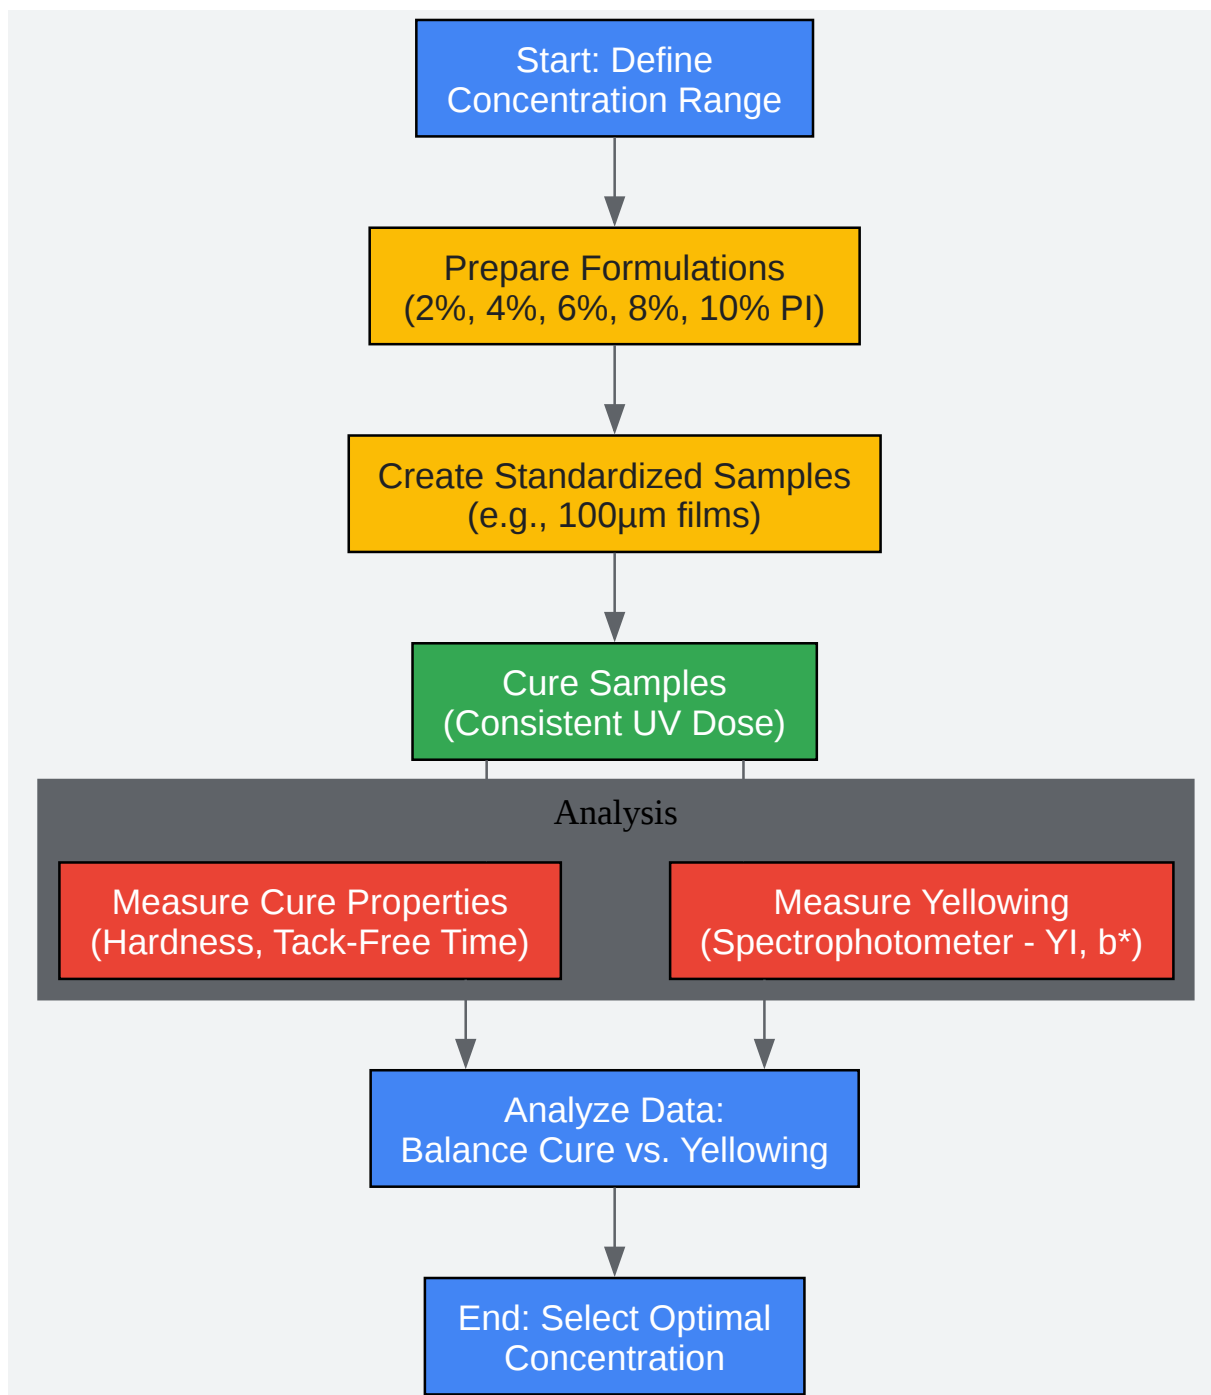 Start: Define
Concentration Range
Prepare Formulations
(2%, 4%, 6%, 8%, 10% PI)
Create Standardized Samples
(e.g., 100µm films)
Cure Samples
(Consistent UV Dose)
Analysis
Measure Cure Properties
(Hardness, Tack-Free Time)
Measure Yellowing
(Spectrophotometer - YI, b*)
Analyze Data:
Balance Cure vs. Yellowing
End: Select Optimal
Concentration